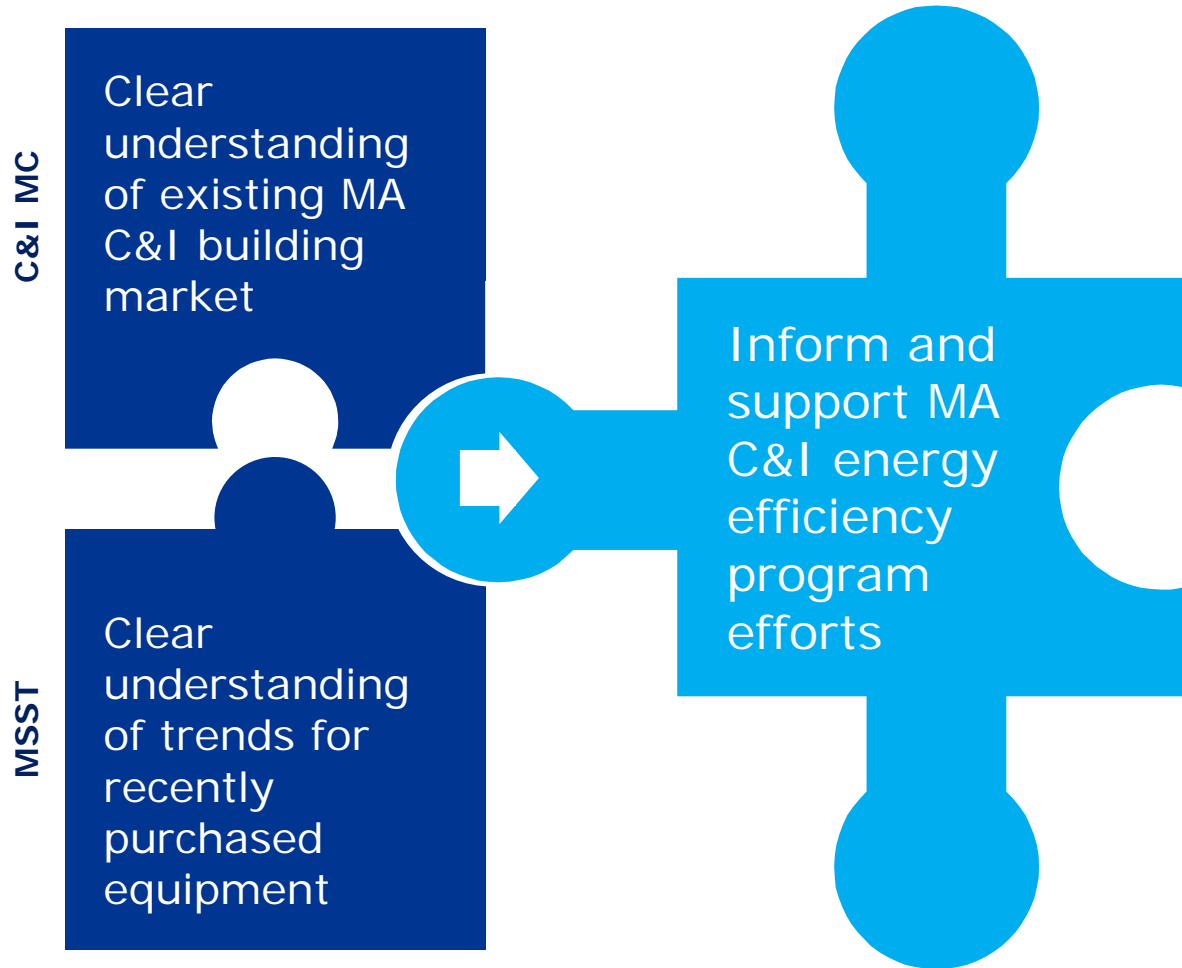 C&I MC
Clear
understanding
of existing MA
C&I building
market
Inform and
support MA
C&I energy
efficiency
program
efforts
MSST
Clear
understanding
of trends for
recently
purchased
equipment